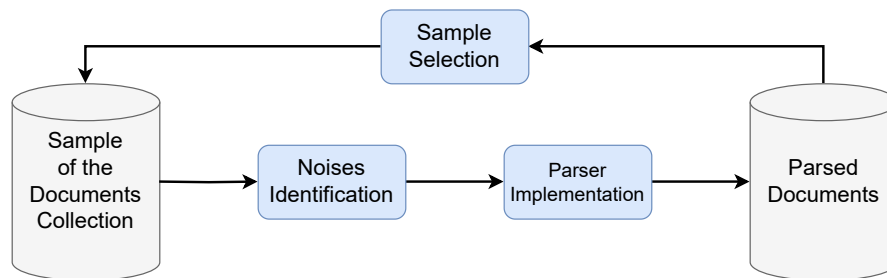 Sample
Selection
Sample
of the
Documents
Collection
Noises
Identification
Parser
Implementation
Parsed
Documents